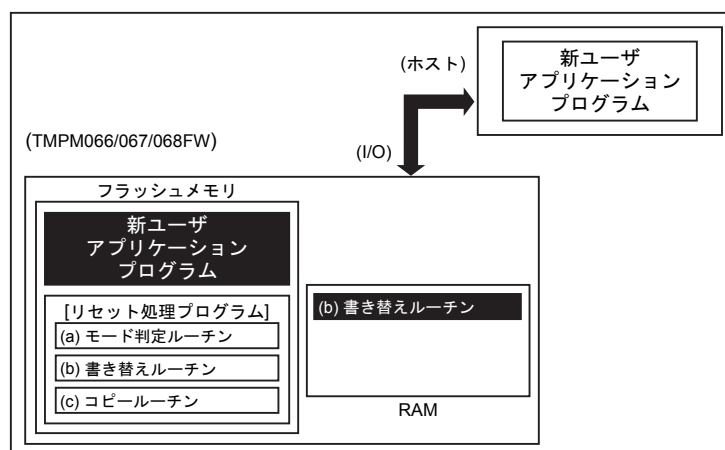 (ホスト)
新ユーザ
アプリケーション
プログラム
(TMPM066/067/068FW)
(I/O)
フラッシュメモリ
新ユーザ
アプリケーション
プログラム
[リセット処理プログラム]
(a) モード判定ルーチン
(b) 書き替えルーチン
(c) コピールーチン
(b) 書き替えルーチン
RAM